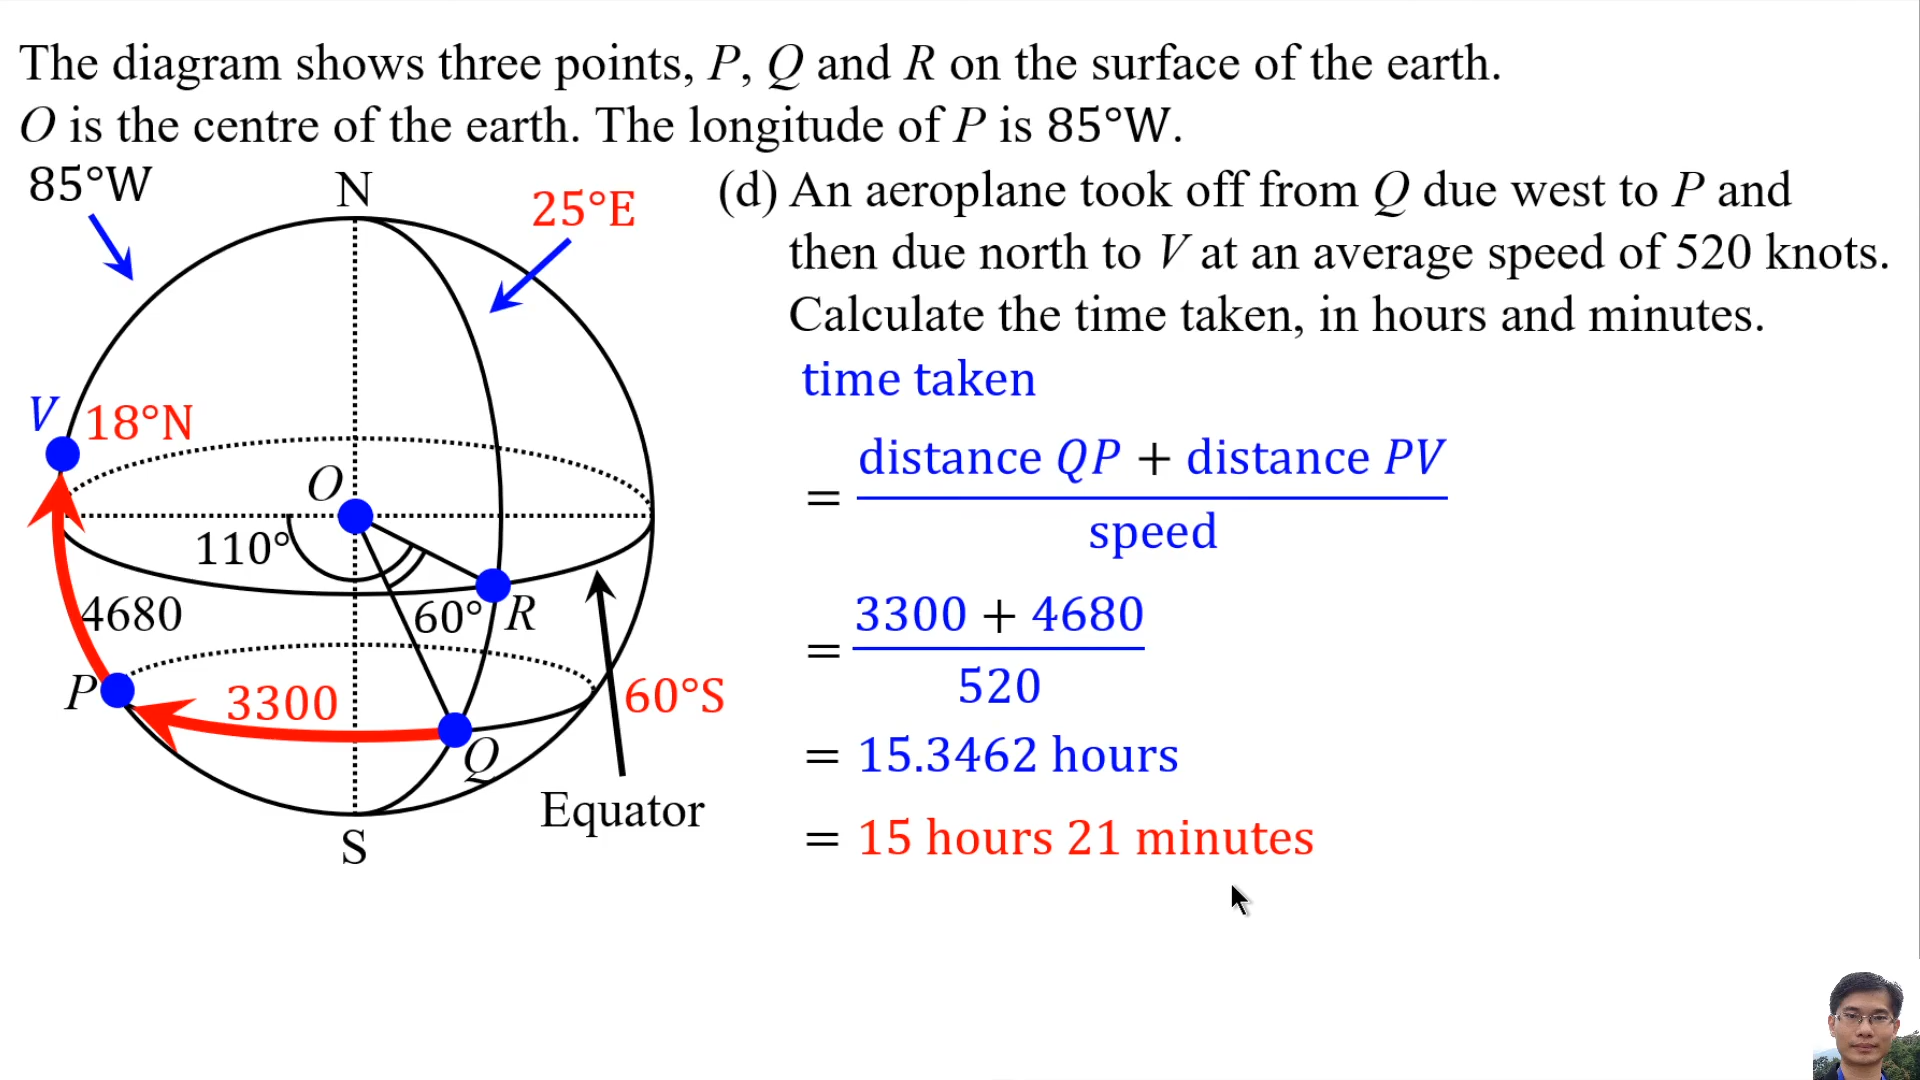 The diagram shows three points, P, Q and R on the surface of the earth.
O is the centre of the earth. The longitude of P is 85°W.
85°W
N
25°E
V
18°N
O
110°
4680
60°
R
P
3300
60°S
Q
Equator
S
(d) An aeroplane took off from Q due west to P and
then due north to V at an average speed of 520 knots.
Calculate the time taken, in hours and minutes.
time taken
= distance QP + distance PV
speed
= 3300 + 4680
520
= 15.3462 hours
= 15 hours 21 minutes